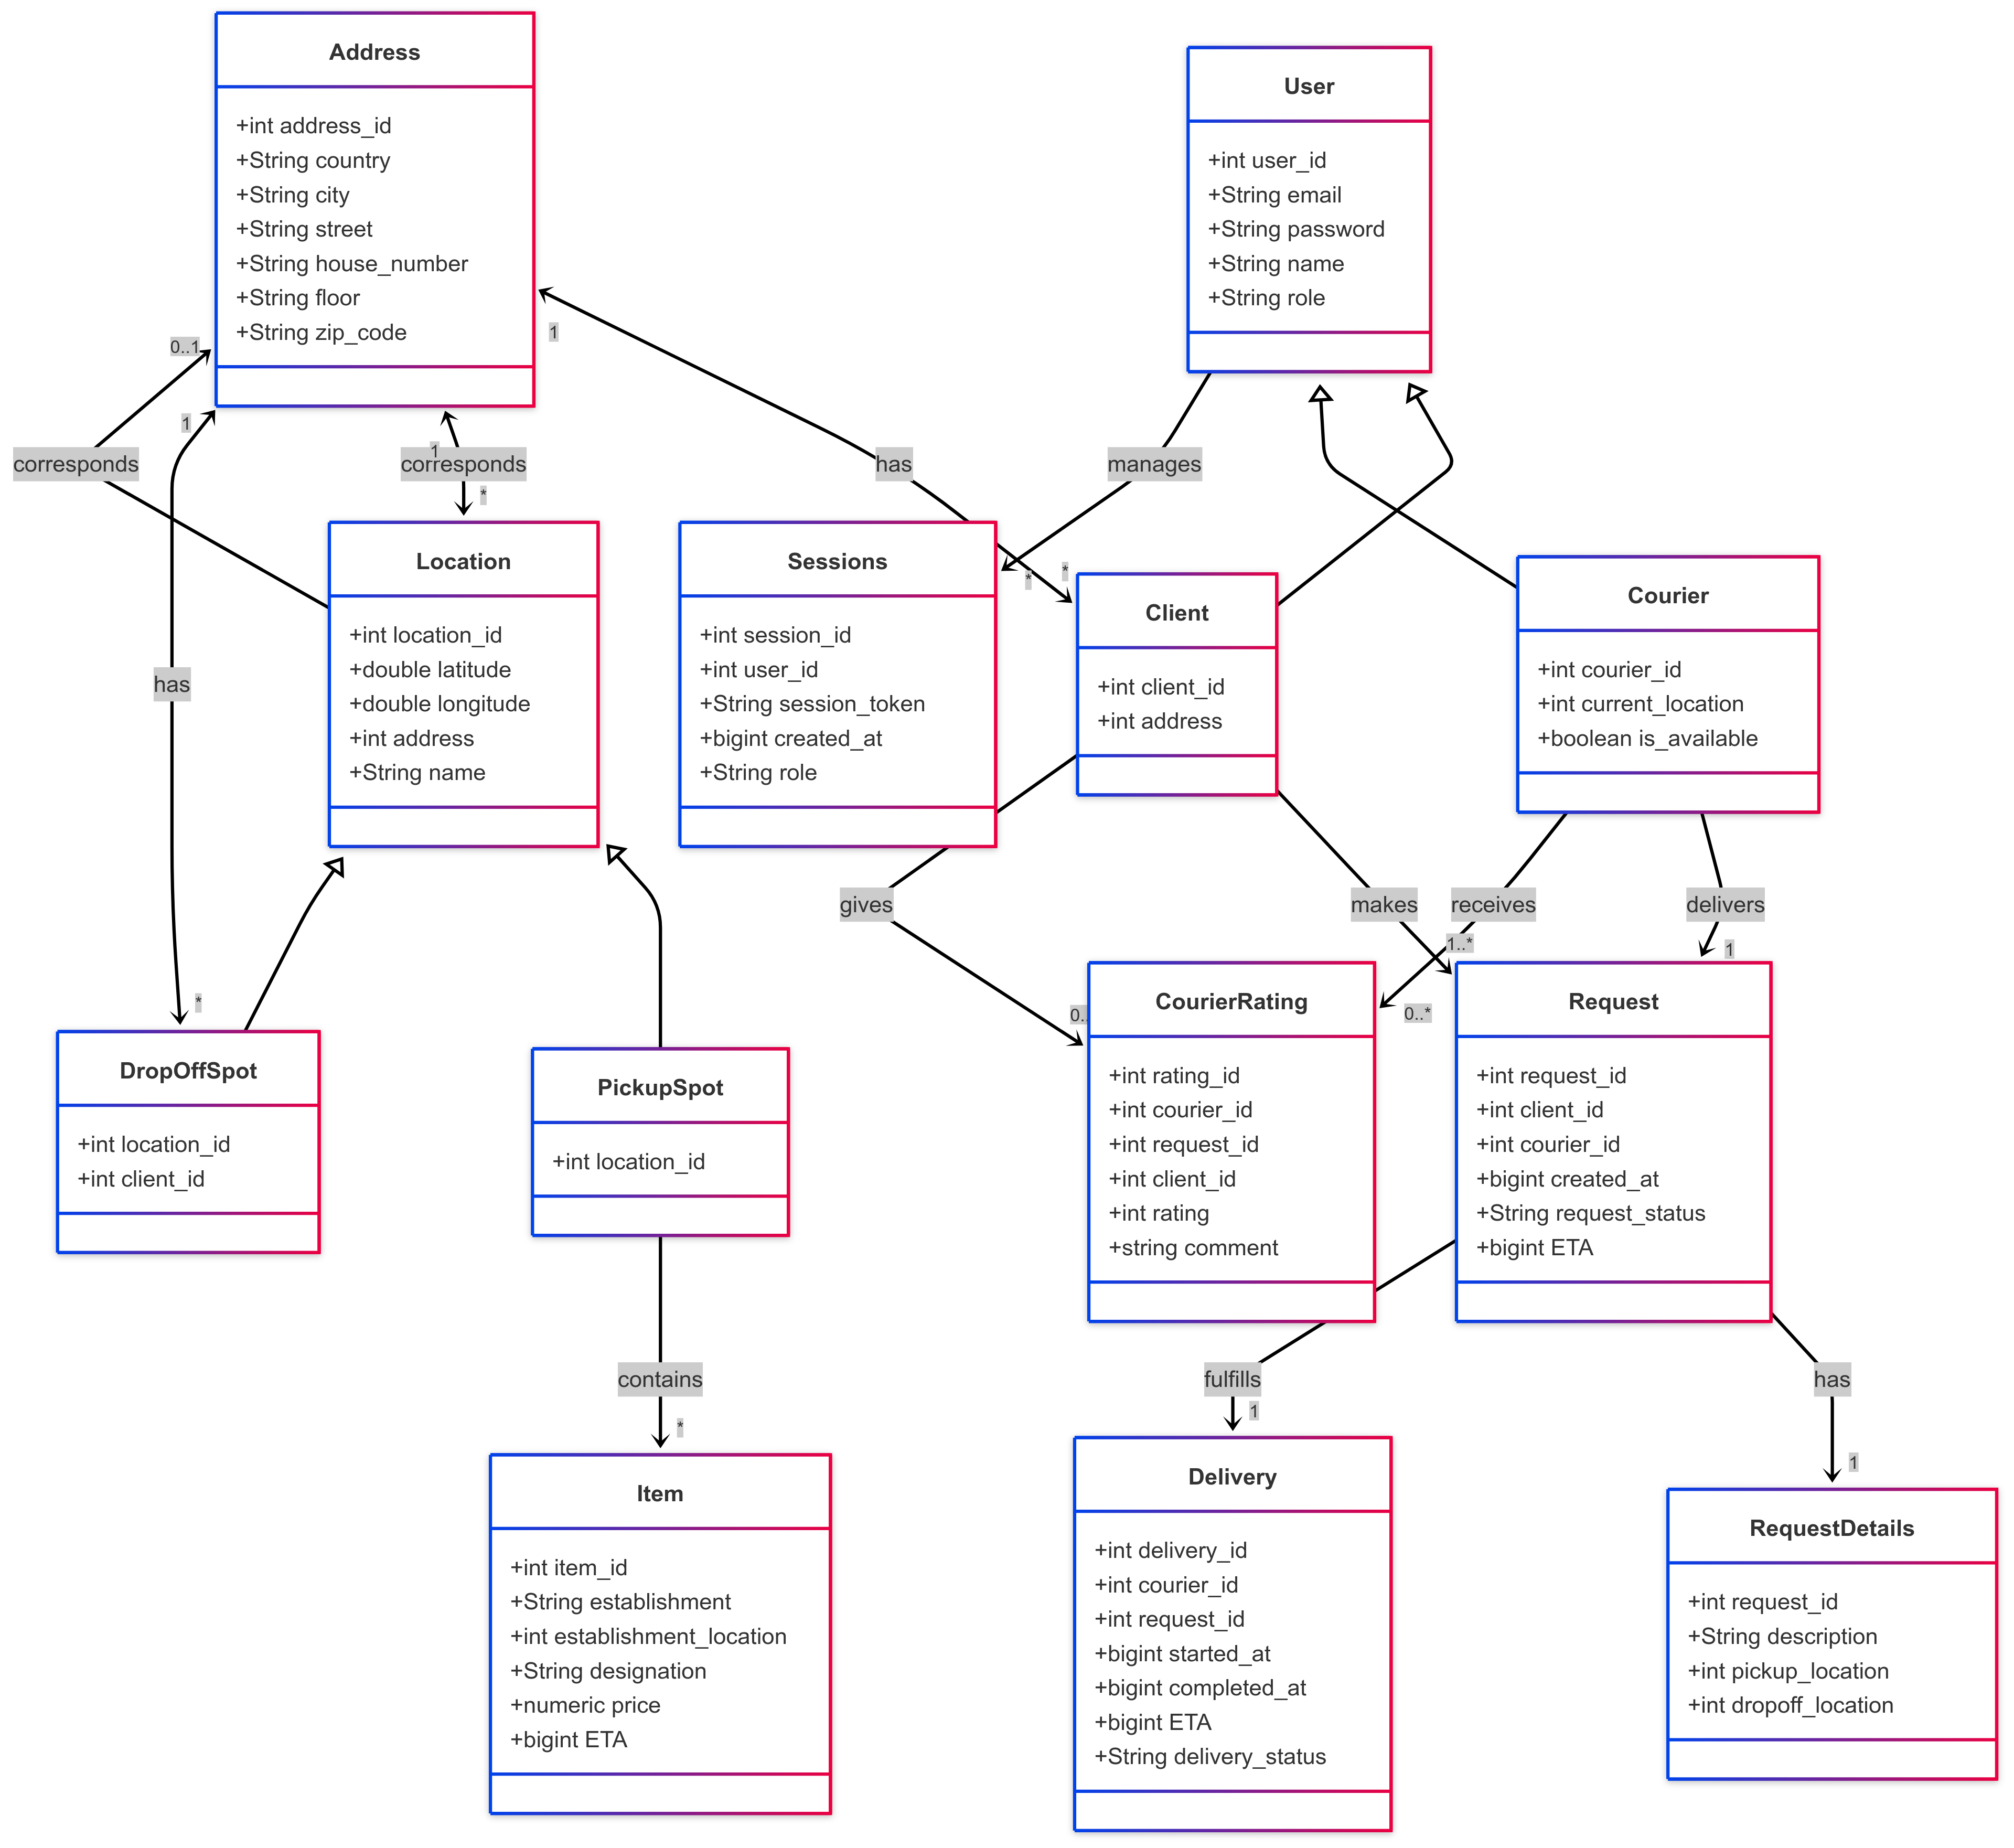 Address
+int address_id
+String country
+String city
+String street
+String house_number
+String floor
+String zip_code
User
+int user_id
+String email
+String password
+String name
+String role
0..1
1
1
1
corresponds
corresponds
has
manages
*
*
*
Location
+int location_id
+double latitude
+double longitude
+int address
+String name
Sessions
+int session_id
+int user_id
+String session_token
+bigint created_at
+String role
Client
+int client_id
+int address
Courier
+int courier_id
+int current_location
+boolean is_available
has
gives
makes
receives
delivers
*
0..
1..*
0..*
1
DropOffSpot
+int location_id
+int client_id
PickupSpot
+int location_id
CourierRating
+int rating_id
+int courier_id
+int request_id
+int client_id
+int rating
+string comment
Request
+int request_id
+int client_id
+int courier_id
+bigint created_at
+String request_status
+bigint ETA
contains
fulfills
has
*
1
1
Item
+int item_id
+String establishment
+int establishment_location
+String designation
+numeric price
+bigint ETA
Delivery
+int delivery_id
+int courier_id
+int request_id
+bigint started_at
+bigint completed_at
+bigint ETA
+String delivery_status
RequestDetails
+int request_id
+String description
+int pickup_location
+int dropoff_location